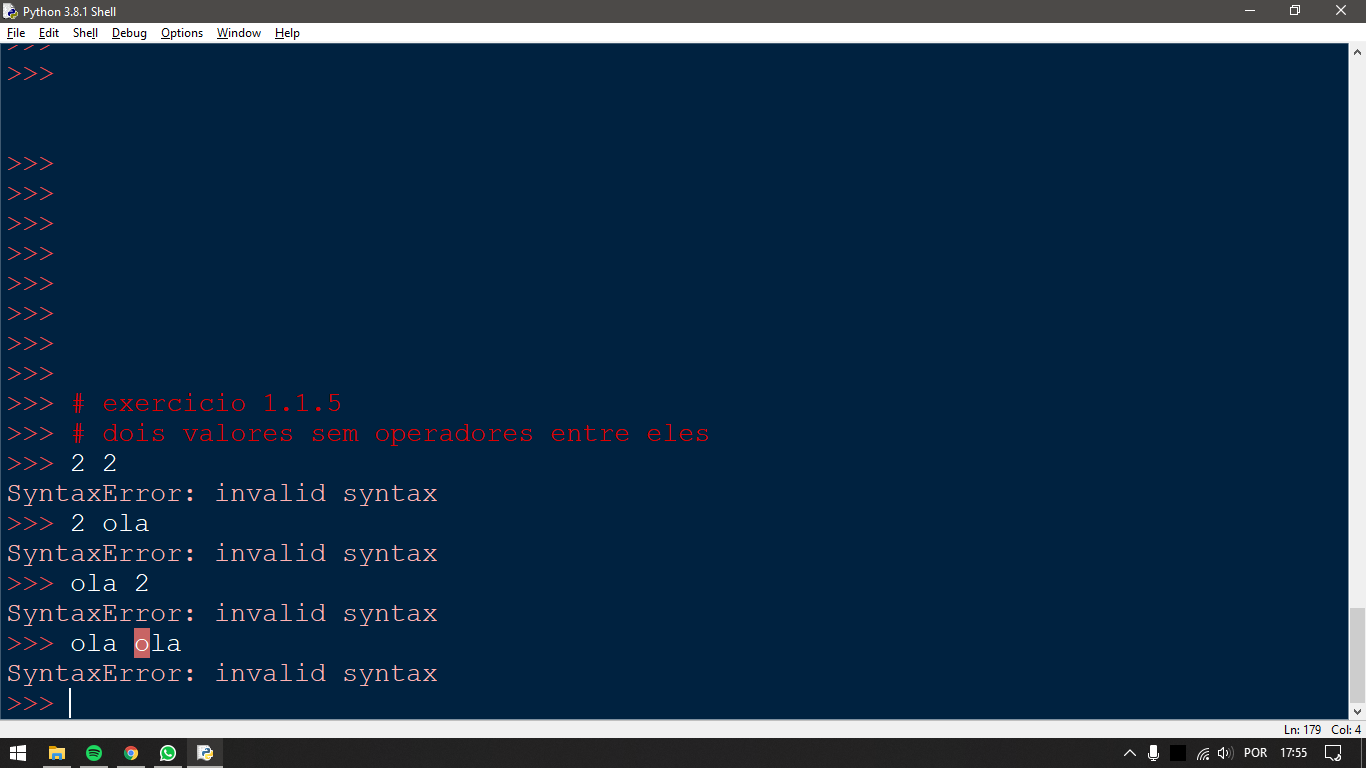 Python 3.8.1 Shell
File Edit Shell Debug Options Window Help
>>>
>>>
>>>
>>>
>>>
>>>
>>>
>>>
>>>
>>>
>>> # exercicio 1.1.5
>>> # dois valores sem operadores entre eles
>>> 2 2
SyntaxError: invalid syntax
>>> 2 ola
SyntaxError: invalid syntax
>>> ola 2
SyntaxError: invalid syntax
>>> ola ola
SyntaxError: invalid syntax
>>>
Ln: 179 Col: 4
POR 17:55